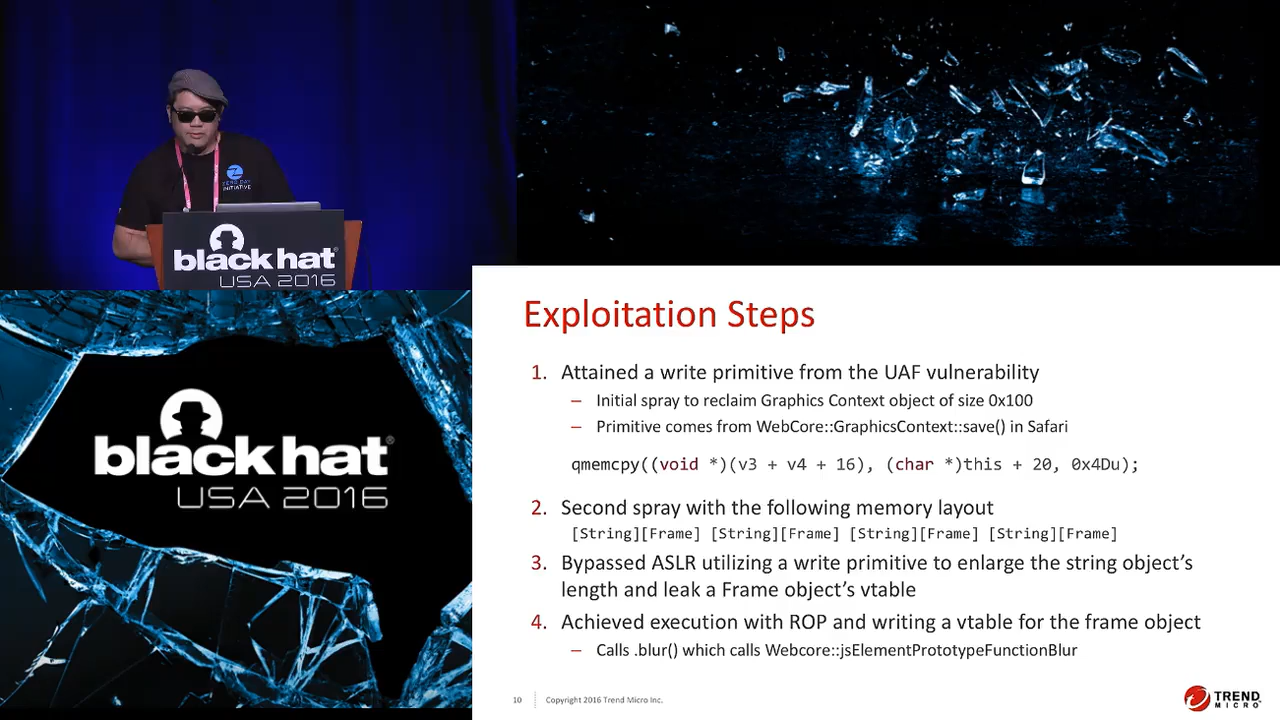 ZERO DAY
INITIATIVE
black hat
USA 2016
black hat®
USA 2016
Exploitation Steps
1. Attained a write primitive from the UAF vulnerability
– Initial spray to reclaim Graphics Context object of size 0x100
– Primitive comes from WebCore::GraphicsContext::save() in Safari
qmemcpy((void *)(v3 + v4 + 16), (char *)this + 20, 0x4Du);
2. Second spray with the following memory layout
[String][Frame] [String][Frame] [String][Frame] [String][Frame]
3. Bypassed ASLR utilizing a write primitive to enlarge the string object's
length and leak a Frame object's vtable
4. Achieved execution with ROP and writing a vtable for the frame object
– Calls .blur() which calls Webcore::jsElementPrototypeFunctionBlur
10 Copyright 2016 Trend Micro Inc.
TREND
MICRO